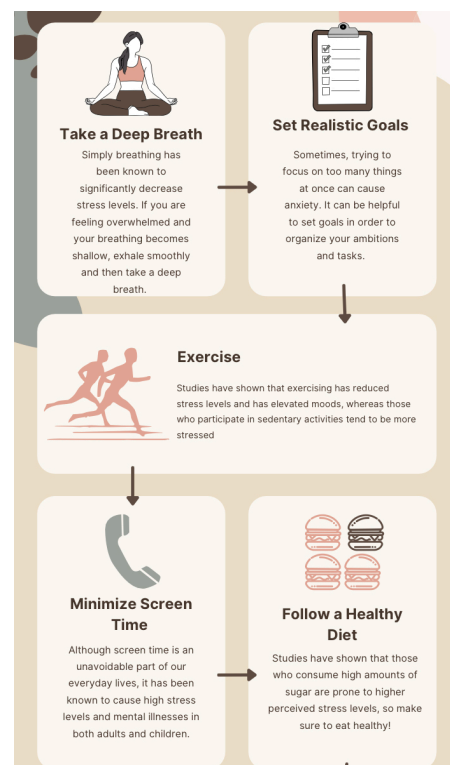 Take a Deep Breath
Simply breathing has
been known to
significantly decrease
stress levels. If you are
feeling overwhelmed and
your breathing becomes
shallow, exhale smoothly
and then take a deep
breath.
Set Realistic Goals
Sometimes, trying to
focus on too many things
at once can cause
anxiety. It can be helpful
to set goals in order to
organize your ambitions
and tasks.
Exercise
Studies have shown that exercising has reduced
stress levels and has elevated moods, whereas those
who participate in sedentary activities tend to be more
stressed
Minimize Screen
Time
Although screen time is an
unavoidable part of our
everyday lives, it has been
known to cause high stress
levels and mental illnesses in
both adults and children.
Follow a Healthy
Diet
Studies have shown that those
who consume high amounts of
sugar are prone to higher
perceived stress levels, so make
sure to eat healthy!